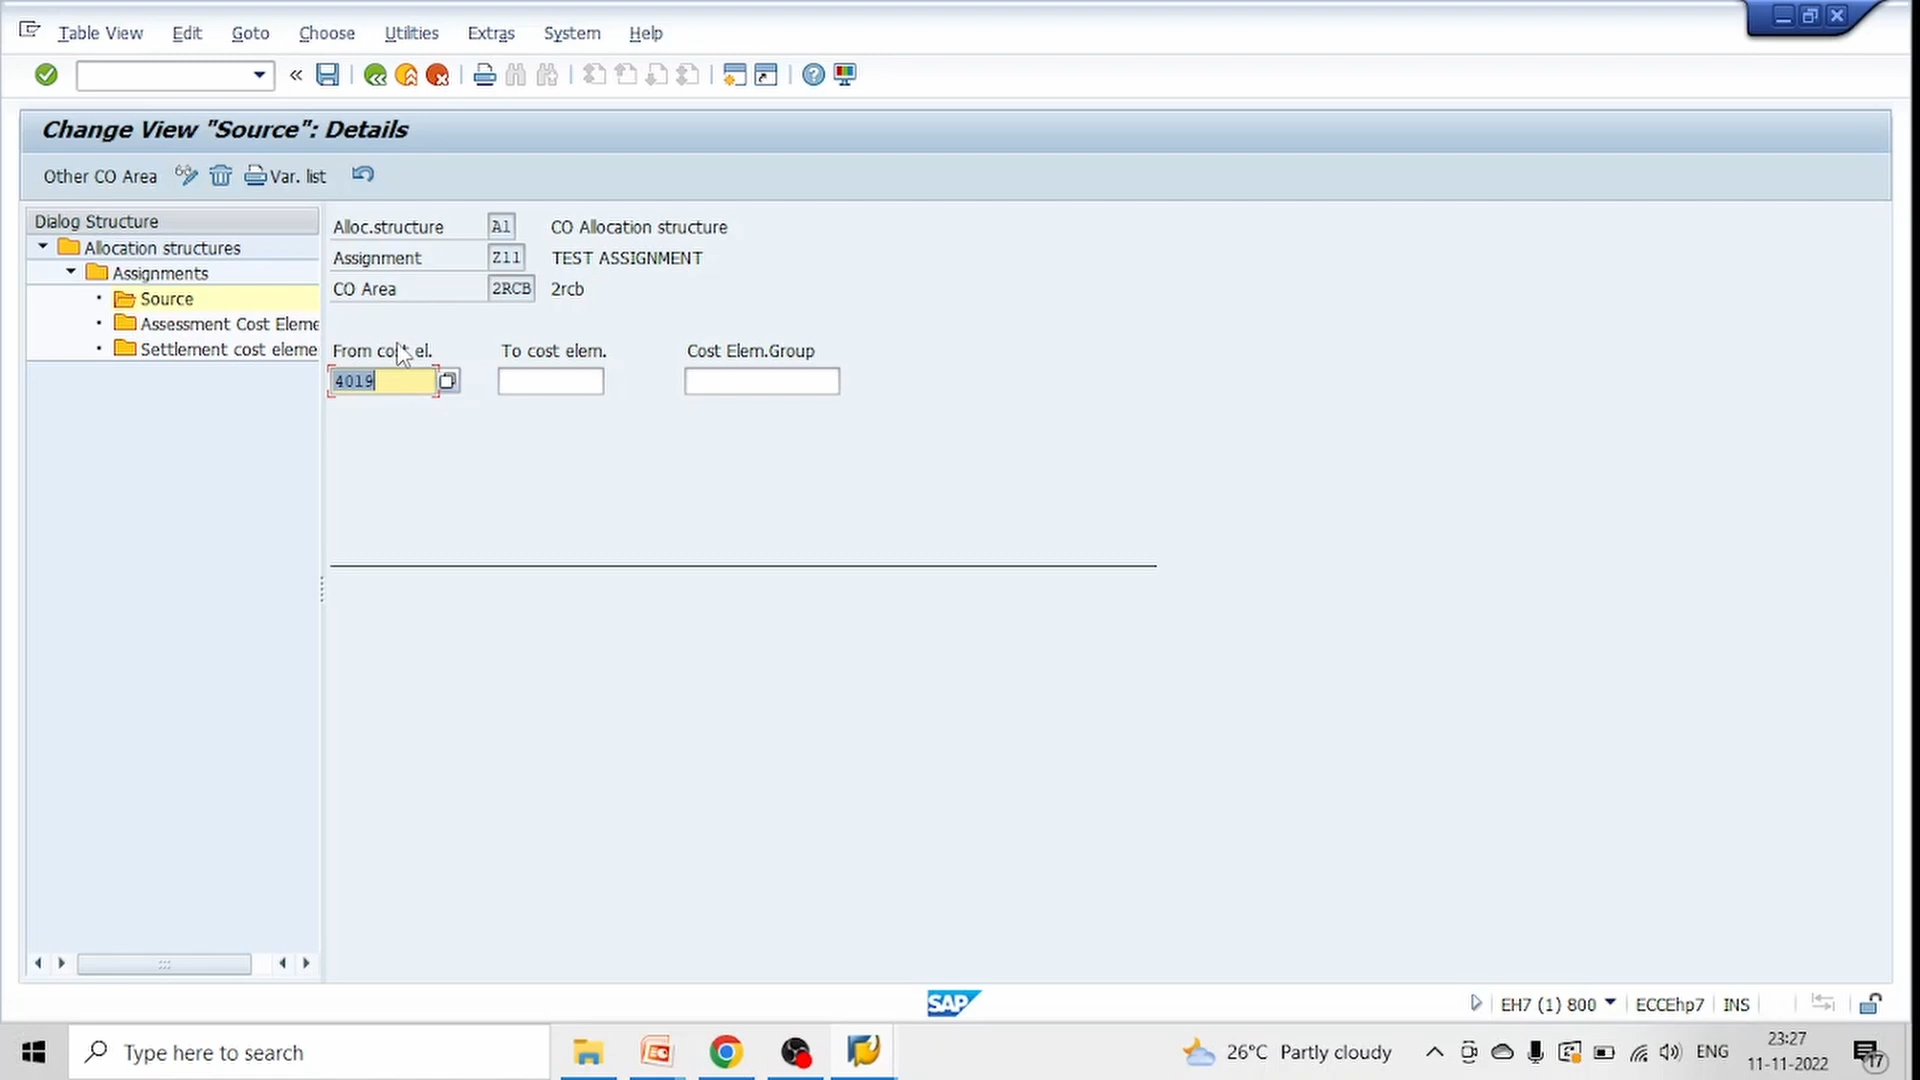 Table View Edit Goto Choose Utilities Extras System Help
«
Change View "Source": Details
Other CO Area Var. list
Dialog Structure
Allocation structures
Assignments
Source
Assessment Cost Eleme
Settlement cost eleme
Alloc.structure A1 CO Allocation structure
Assignment Z11 TEST ASSIGNMENT
CO Area 2RCB 2rcb
From cost el. To cost elem. Cost Elem.Group
4019
SAP EH7 (1) 800 ECCEhp7 INS
Type here to search 26°C Partly cloudy ENG 23:27
11-11-2022 17